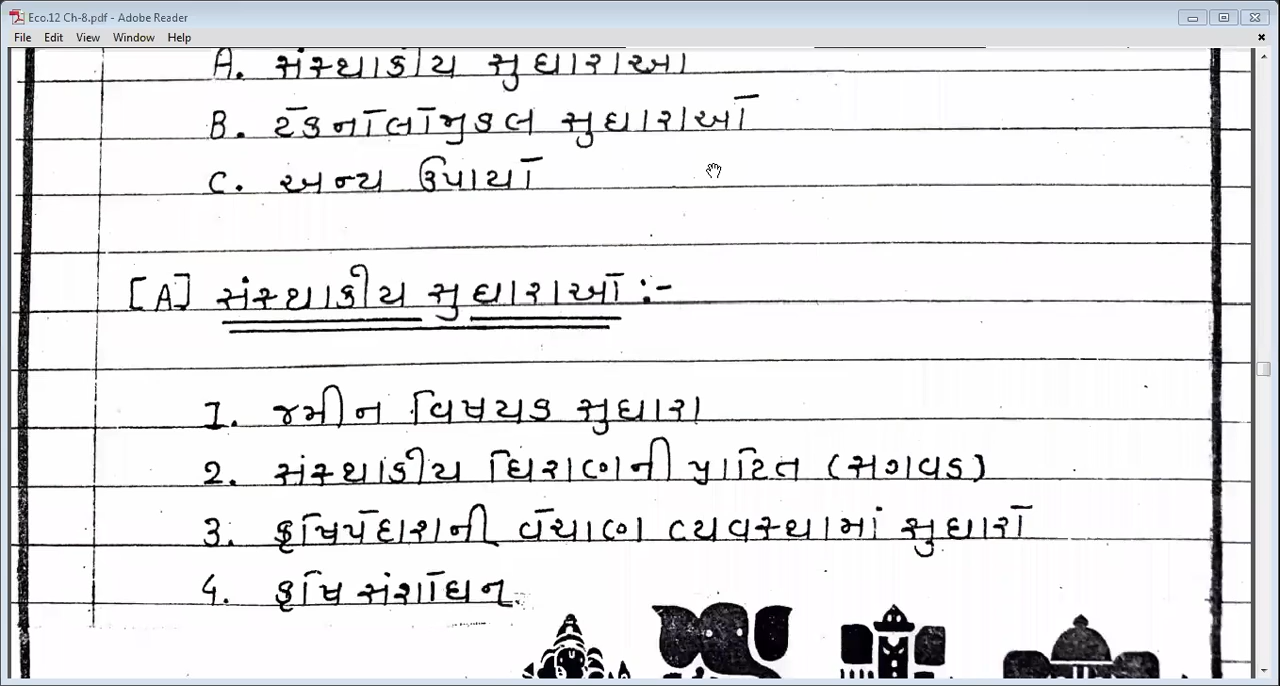 Eco.12 Ch-8.pdf - Adobe Reader
File Edit View Window Help
A. સંસ્થાકીય સુધારાઓ
B. ટેકનોલોજીકલ સુધારાઓ
C. અન્ય ઉપાયો
[A] સંસ્થાકીય સુધારાઓ :-
1. જમીન વિષયક સુધારા
2. સંસ્થાકીય ધિરાણની પ્રાપ્તિ (સગવડ)
3. કૃષિપેદાશની વેચાણ વ્યવસ્થામાં સુધારો
4. કૃષિ સંશોધન.